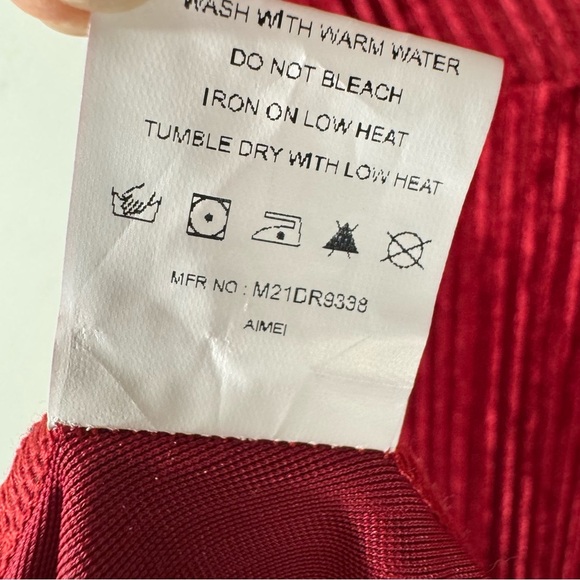 WASH WITH WARM WATER
DO NOT BLEACH
IRON ON LOW HEAT
TUMBLE DRY WITH LOW HEAT
MFR NO : M21DR9398
AIMEI